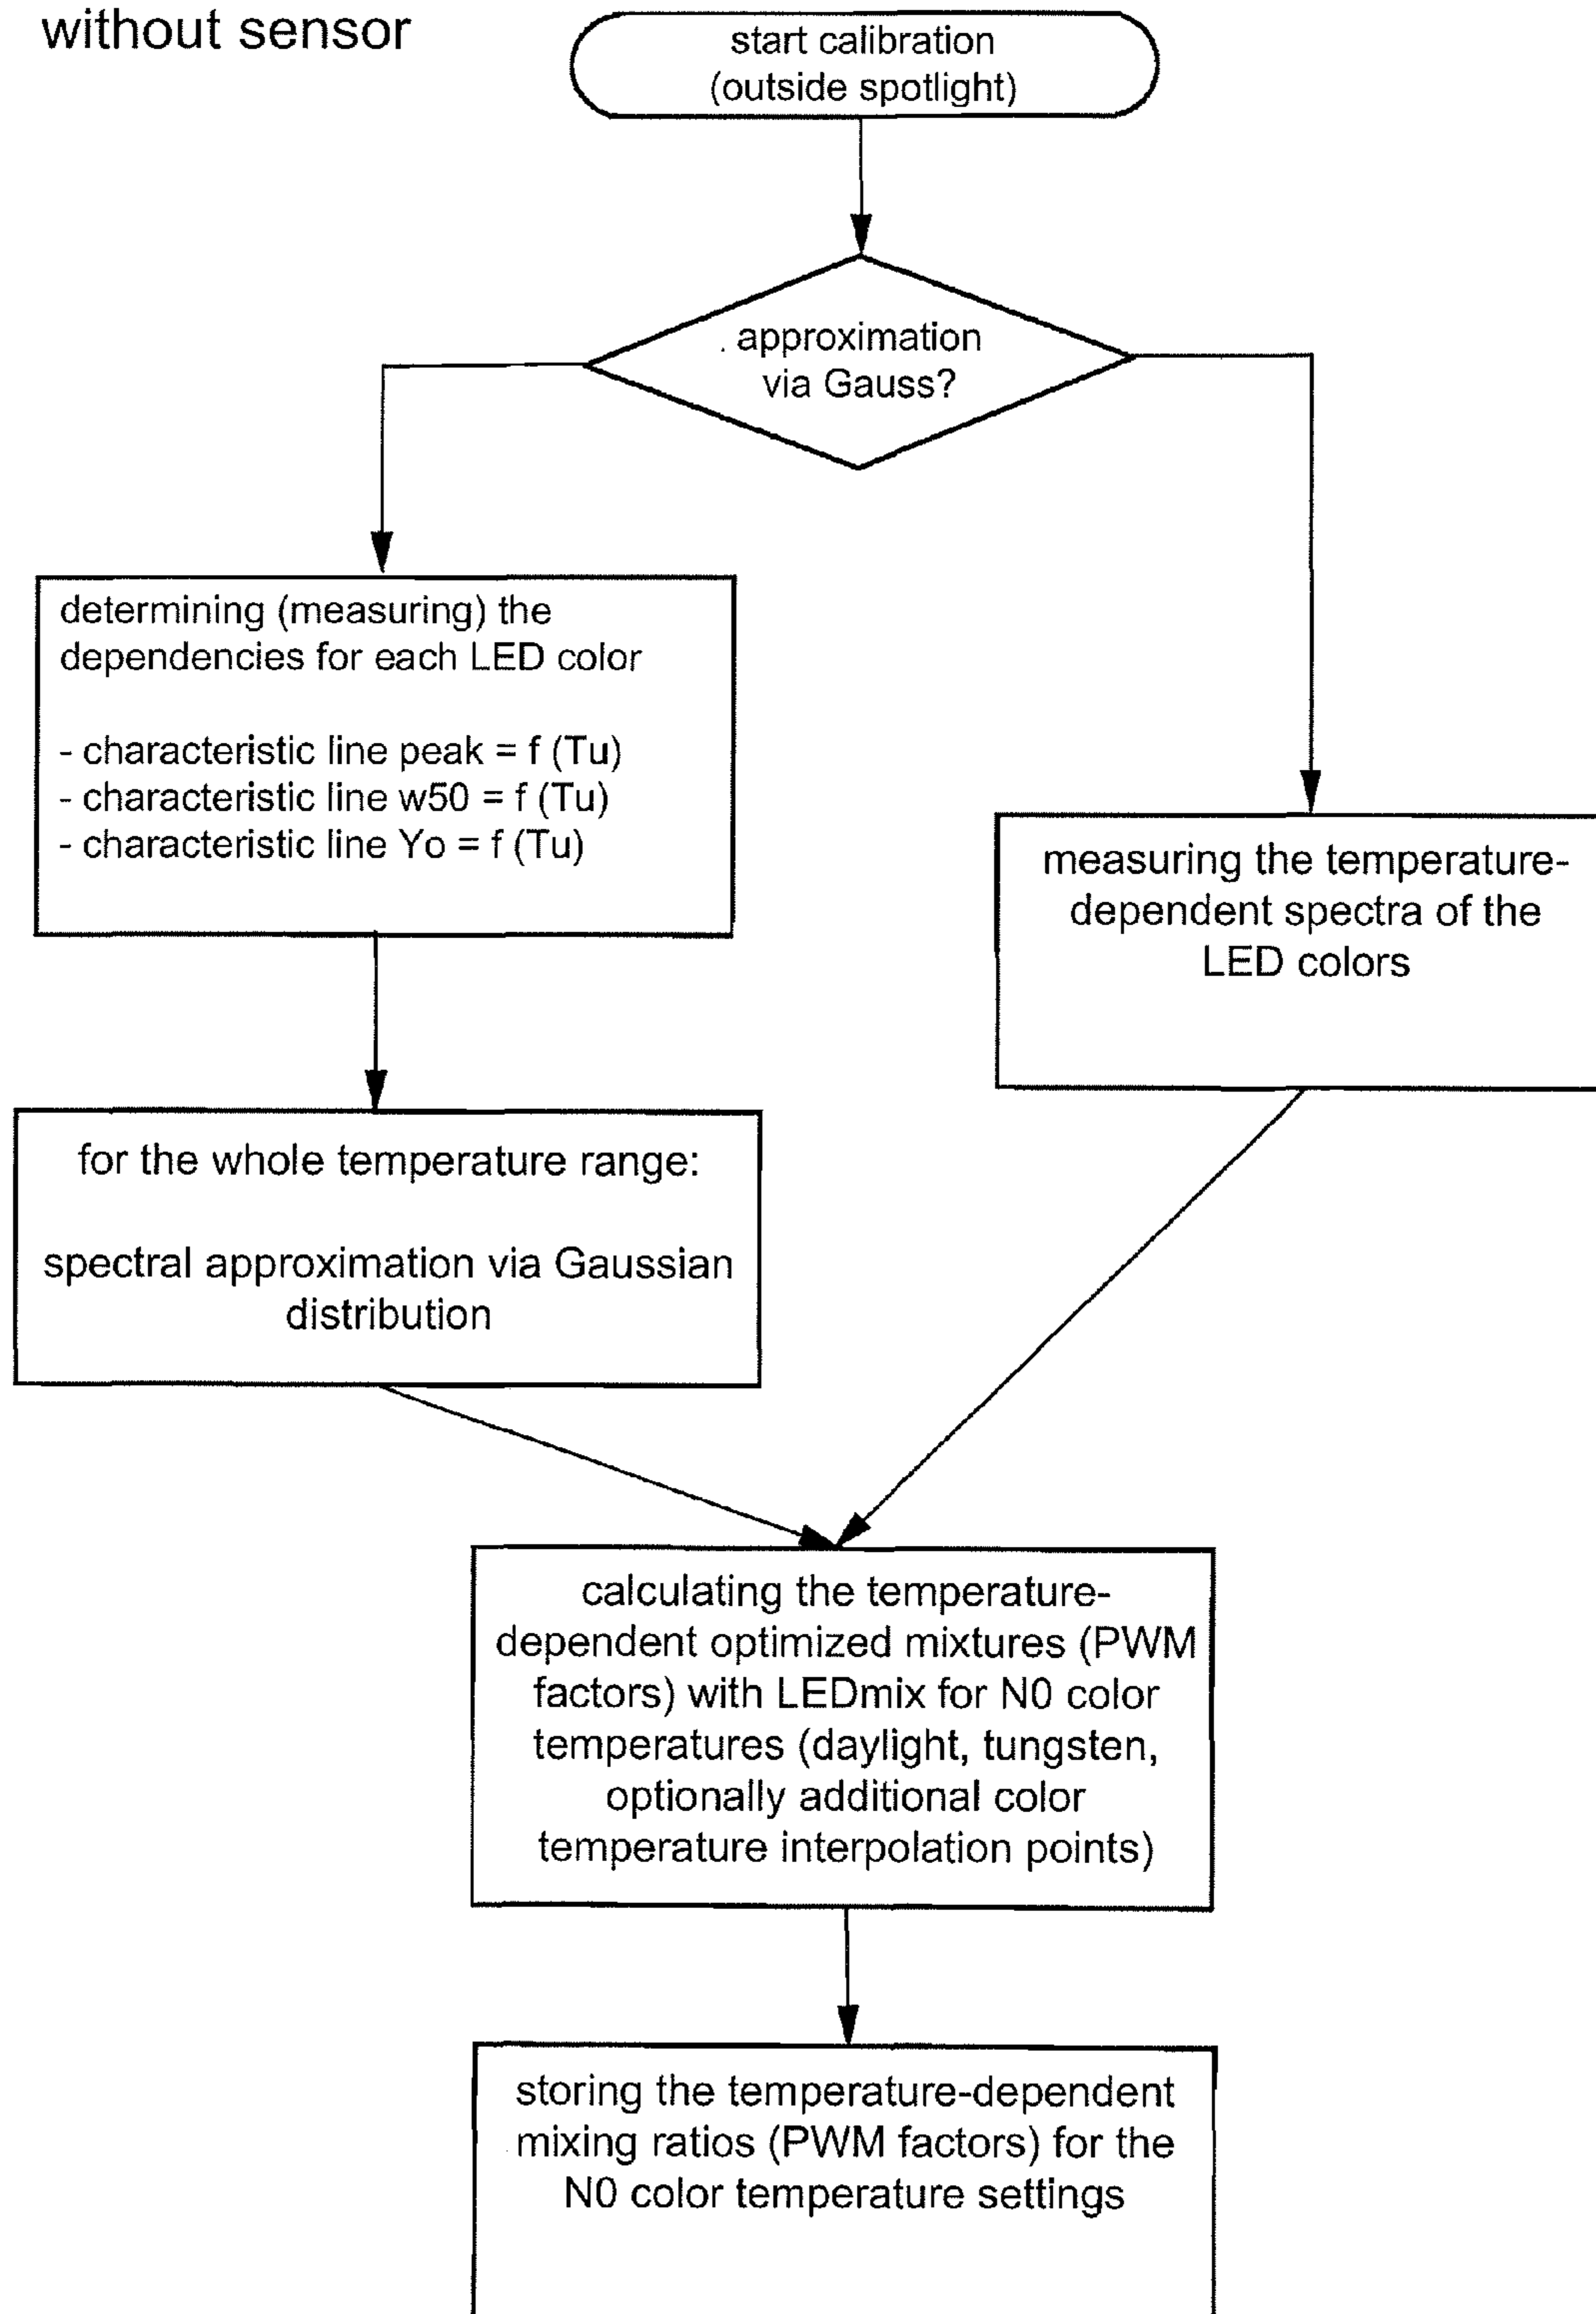 without sensor
start calibration
(outside spotlight)
approximation
via Gauss?
determining (measuring) the
dependencies for each LED color
- characteristic line peak = f (Tu)
- characteristic line w50 = f (Tu)
- characteristic line Yo = f (Tu)
measuring the temperature-
dependent spectra of the
LED colors
for the whole temperature range:
spectral approximation via Gaussian
distribution
calculating the temperature-
dependent optimized mixtures (PWM
factors) with LEDmix for N0 color
temperatures (daylight, tungsten,
optionally additional color
temperature interpolation points)
storing the temperature-dependent
mixing ratios (PWM factors) for the
N0 color temperature settings